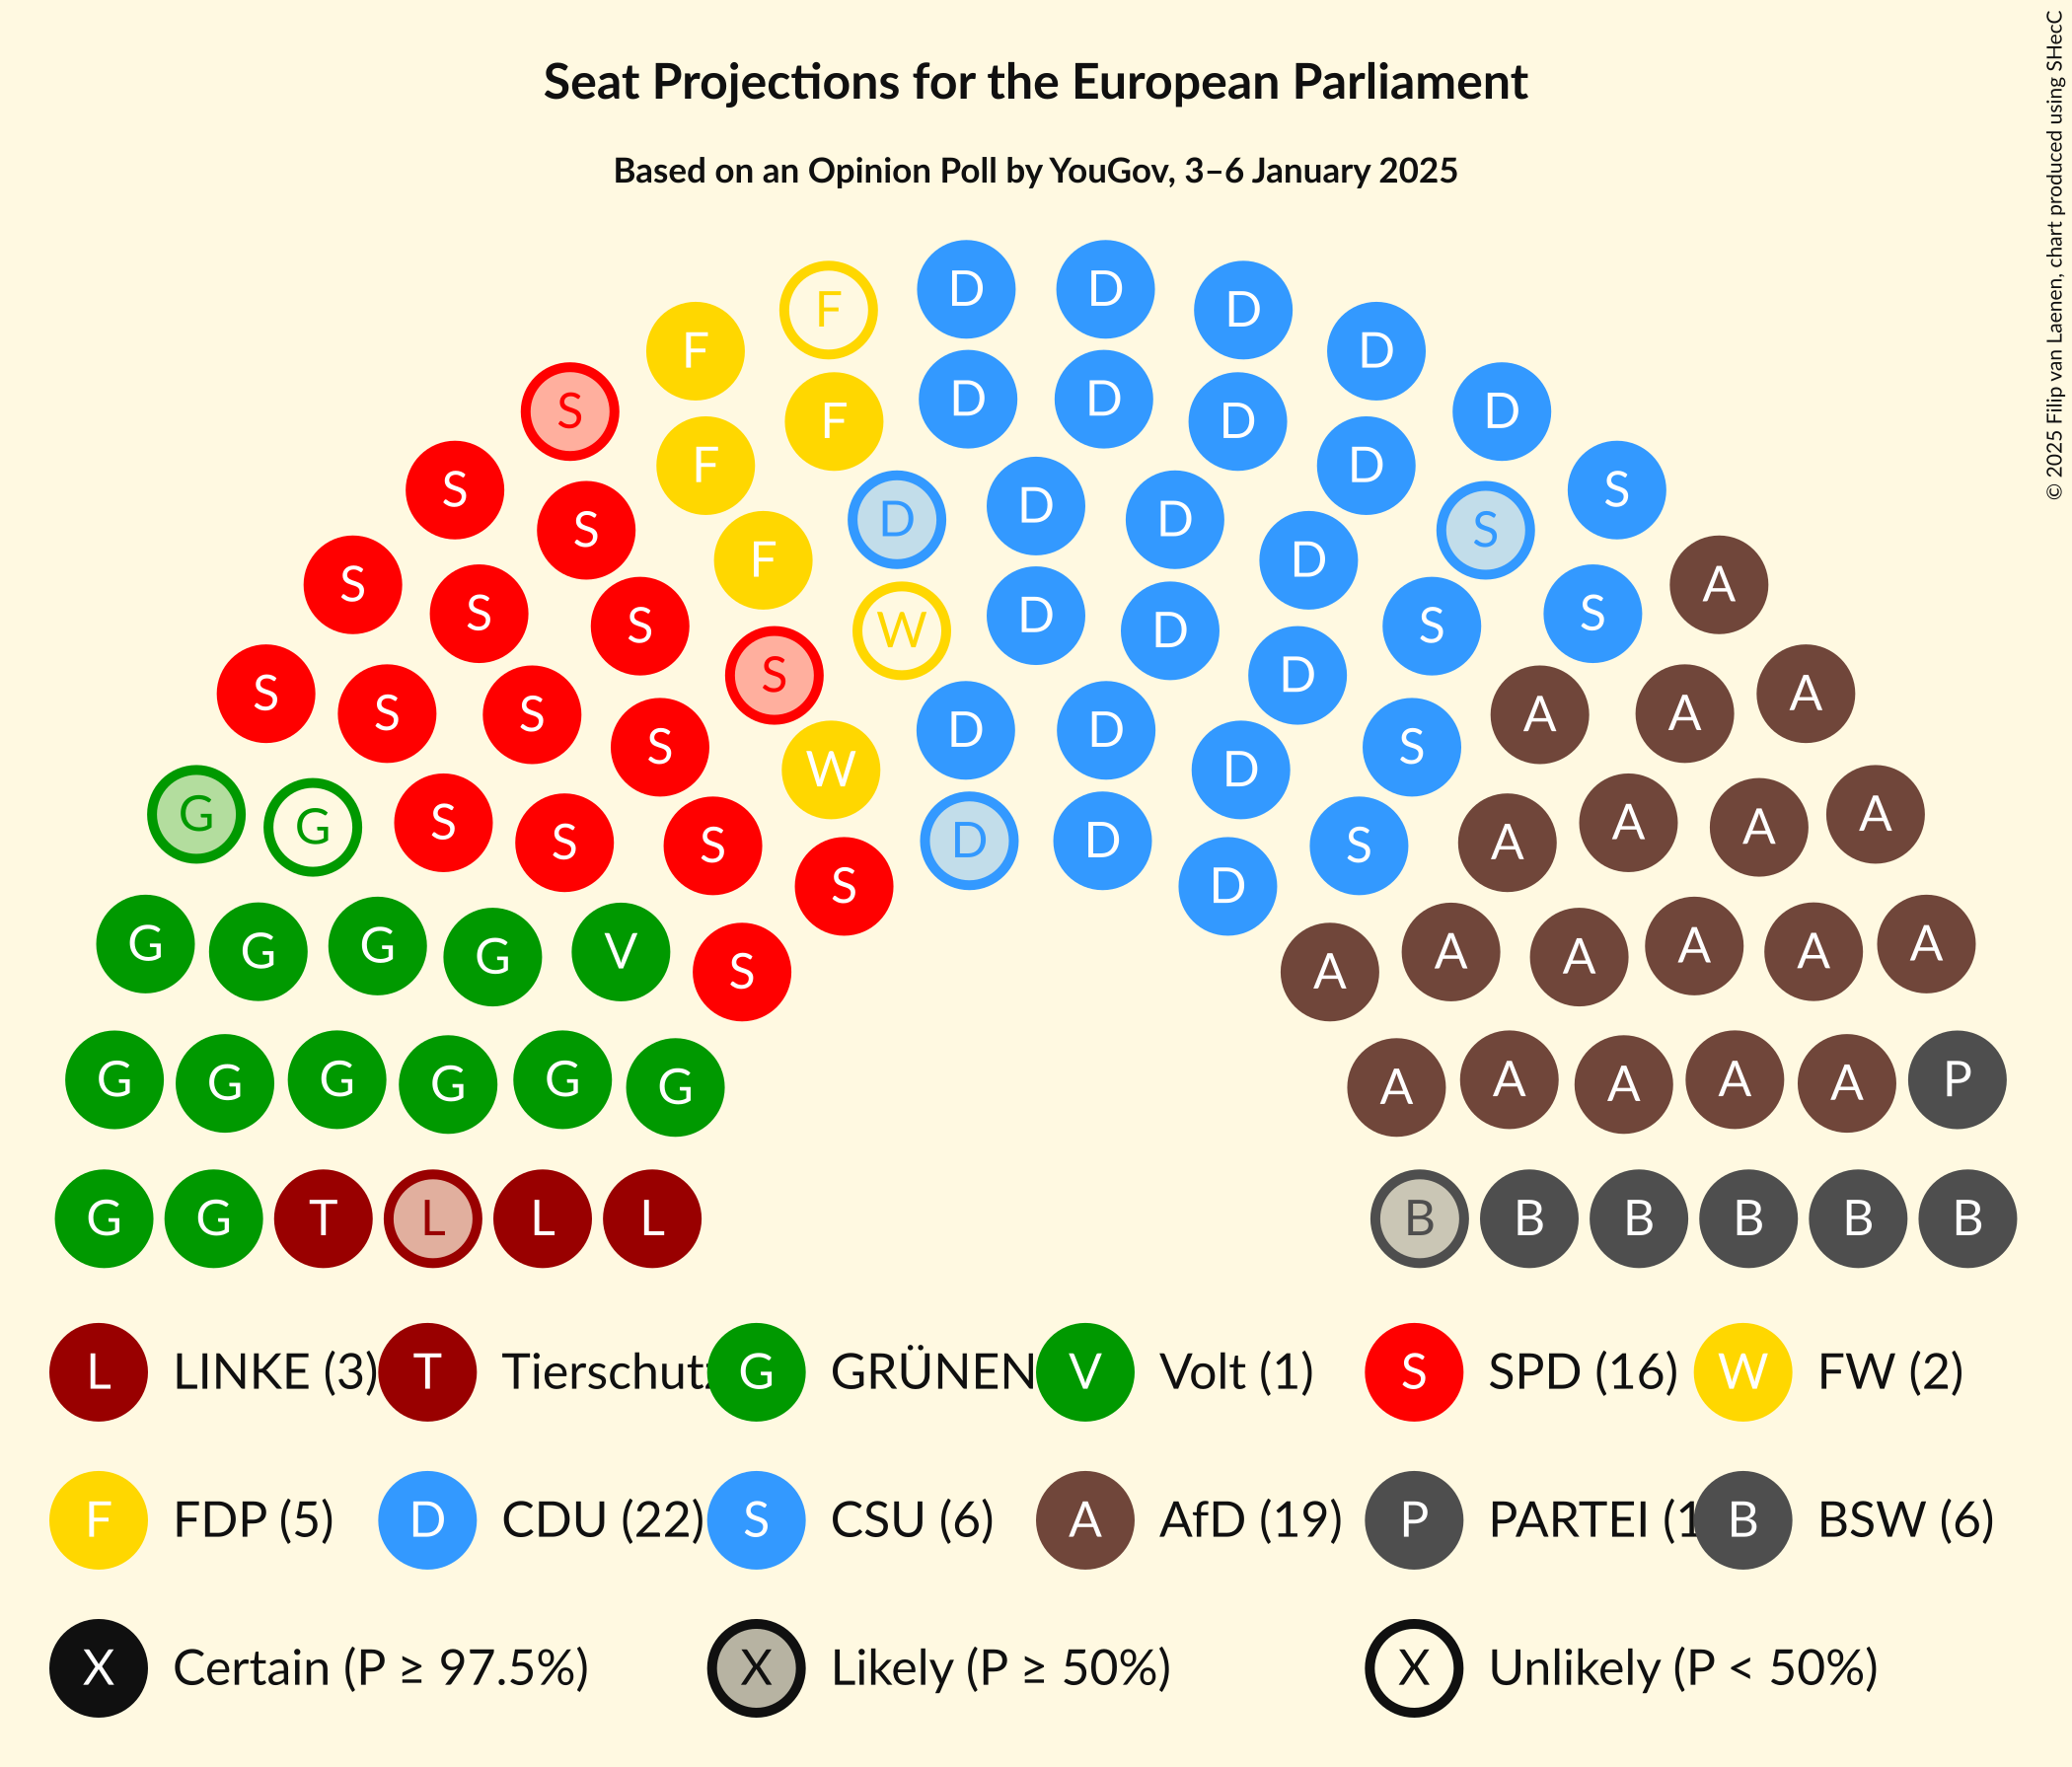 Seat Projections for the European Parliament
Based on an Opinion Poll by YouGov, 3–6 January 2025
© 2025 Filip van Laenen, chart produced using SHecC
F D D D
F D
S F D D D D
S F D D S
S F D D D D S S
S S F D D D S A
S S W D D D S
S S S S W D D D S A A A
G G S S S S D D D S A A A A
G G G G V S A A A A A A
G G G G G G A A A A A P
G G T L L L B B B B B B
L LINKE (3) T Tierschutz G GRÜNEN V Volt (1) S SPD (16) W FW (2)
F FDP (5) D CDU (22) S CSU (6) A AfD (19) P PARTEI (1 B BSW (6)
X Certain (P ≥ 97.5%) X Likely (P ≥ 50%) X Unlikely (P < 50%)